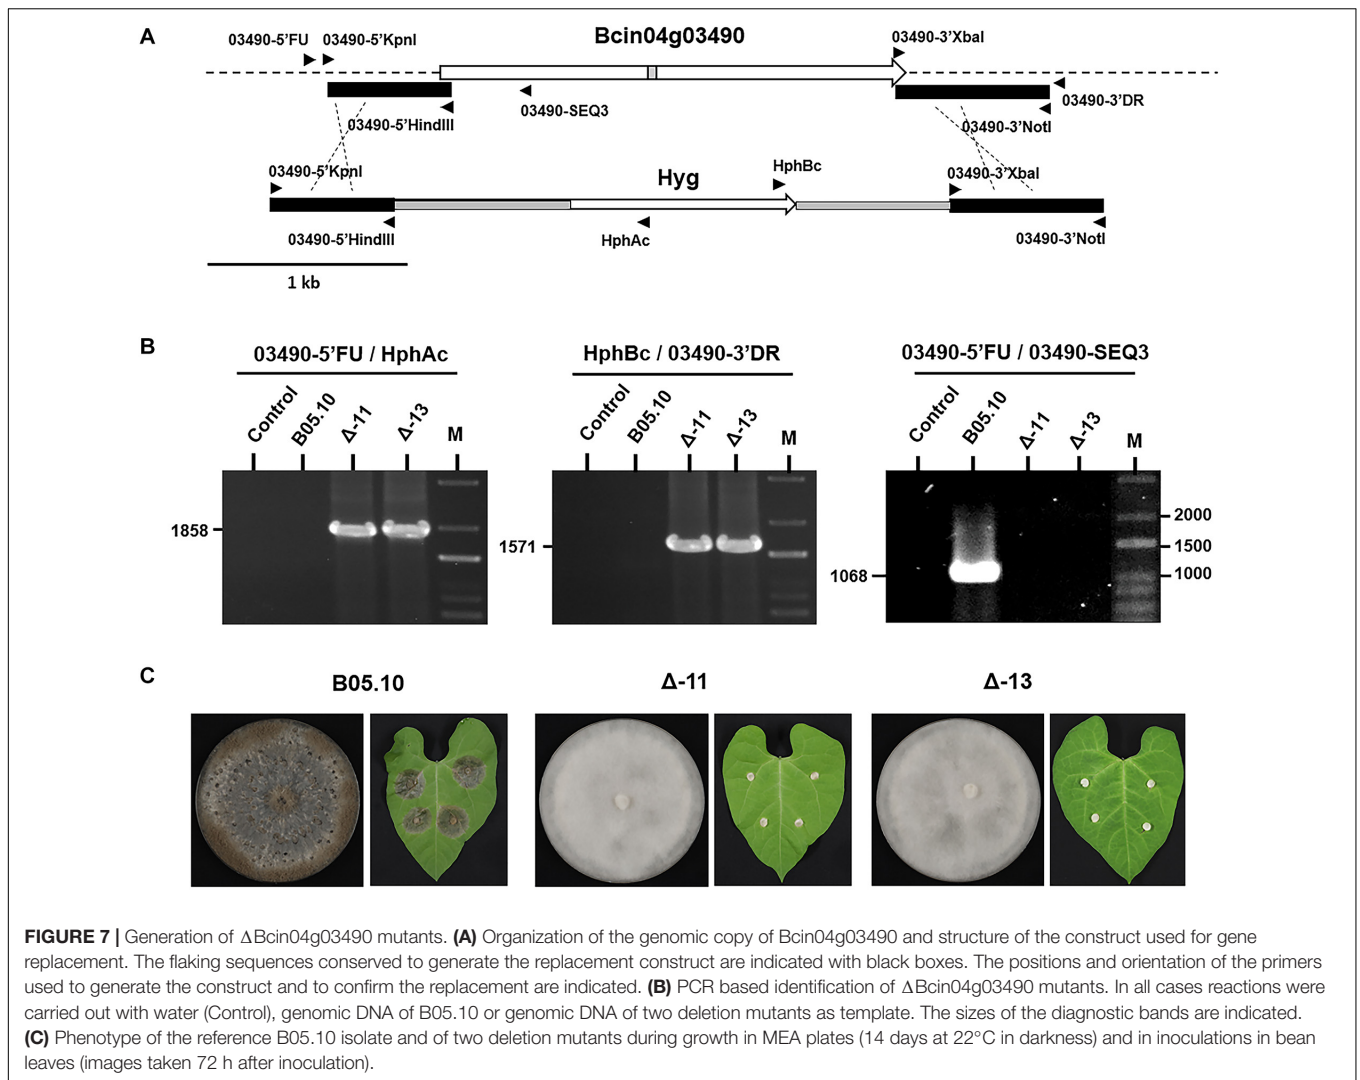 A
Bcin04g03490
03490-5'FU
03490-5'KpnI
03490-3'XbaI
03490-5'HindIII
03490-SEQ3
03490-3'DR
03490-3'NotI
03490-5'KpnI
Hyg
HphBc
03490-3'XbaI
03490-5'HindIII
HphAc
03490-3'NotI
1 kb
B
03490-5'FU / HphAc
HphBc / 03490-3'DR
03490-5'FU / 03490-SEQ3
Control
B05.10
Δ-11
Δ-13
M
Control
B05.10
Δ-11
Δ-13
M
Control
B05.10
Δ-11
Δ-13
M
1858
1571
1068
2000
1500
1000
C
B05.10
Δ-11
Δ-13
FIGURE 7 | Generation of ΔBcin04g03490 mutants. (A) Organization of the genomic copy of Bcin04g03490 and structure of the construct used for gene
replacement. The flaking sequences conserved to generate the replacement construct are indicated with black boxes. The positions and orientation of the primers
used to generate the construct and to confirm the replacement are indicated. (B) PCR based identification of ΔBcin04g03490 mutants. In all cases reactions were
carried out with water (Control), genomic DNA of B05.10 or genomic DNA of two deletion mutants as template. The sizes of the diagnostic bands are indicated.
(C) Phenotype of the reference B05.10 isolate and of two deletion mutants during growth in MEA plates (14 days at 22°C in darkness) and in inoculations in bean
leaves (images taken 72 h after inoculation).